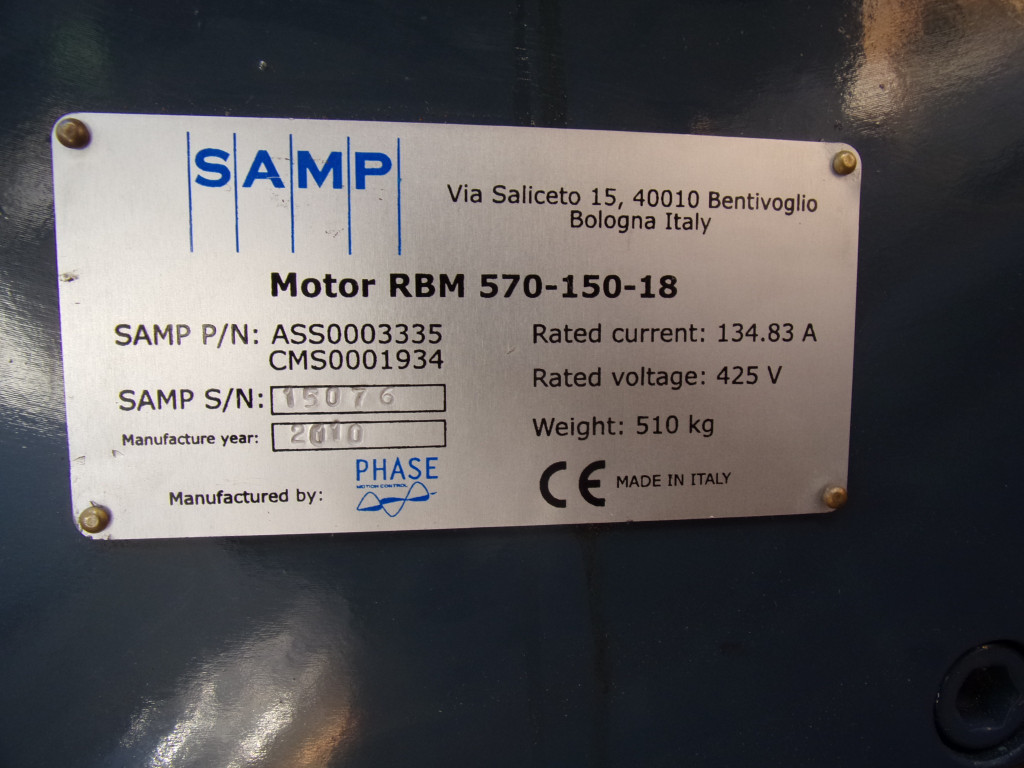 SAMP
Via Saliceto 15, 40010 Bentivoglio
Bologna Italy
Motor RBM 570-150-18
SAMP P/N: ASS0003335
CMS0001934
SAMP S/N: 15076
Manufacture year: 2010
Manufactured by: PHASE
MOTION CONTROL
Rated current: 134.83 A
Rated voltage: 425 V
Weight: 510 kg
CE MADE IN ITALY